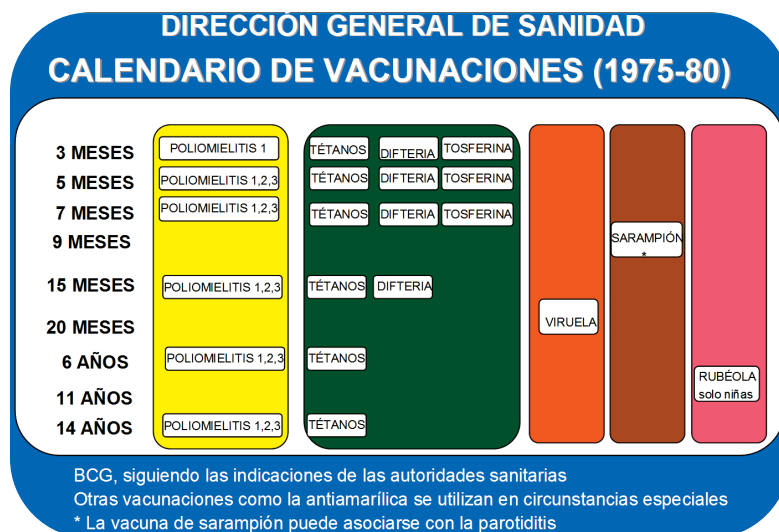 DIRECCIÓN GENERAL DE SANIDAD
CALENDARIO DE VACUNACIONES (1975-80)
3 MESES POLIOMIELITIS 1 TÉTANOS DIFTERIA TOSFERINA
5 MESES POLIOMIELITIS 1,2,3 TÉTANOS DIFTERIA TOSFERINA
7 MESES POLIOMIELITIS 1,2,3 TÉTANOS DIFTERIA TOSFERINA
9 MESES SARAMPIÓN
*
15 MESES POLIOMIELITIS 1,2,3 TÉTANOS DIFTERIA
20 MESES VIRUELA
6 AÑOS POLIOMIELITIS 1,2,3 TÉTANOS
11 AÑOS RUBÉOLA
solo niñas
14 AÑOS POLIOMIELITIS 1,2,3 TÉTANOS
BCG, siguiendo las indicaciones de las autoridades sanitarias
Otras vacunaciones como la antiamarílica se utilizan en circunstancias especiales
* La vacuna de sarampión puede asociarse con la parotiditis